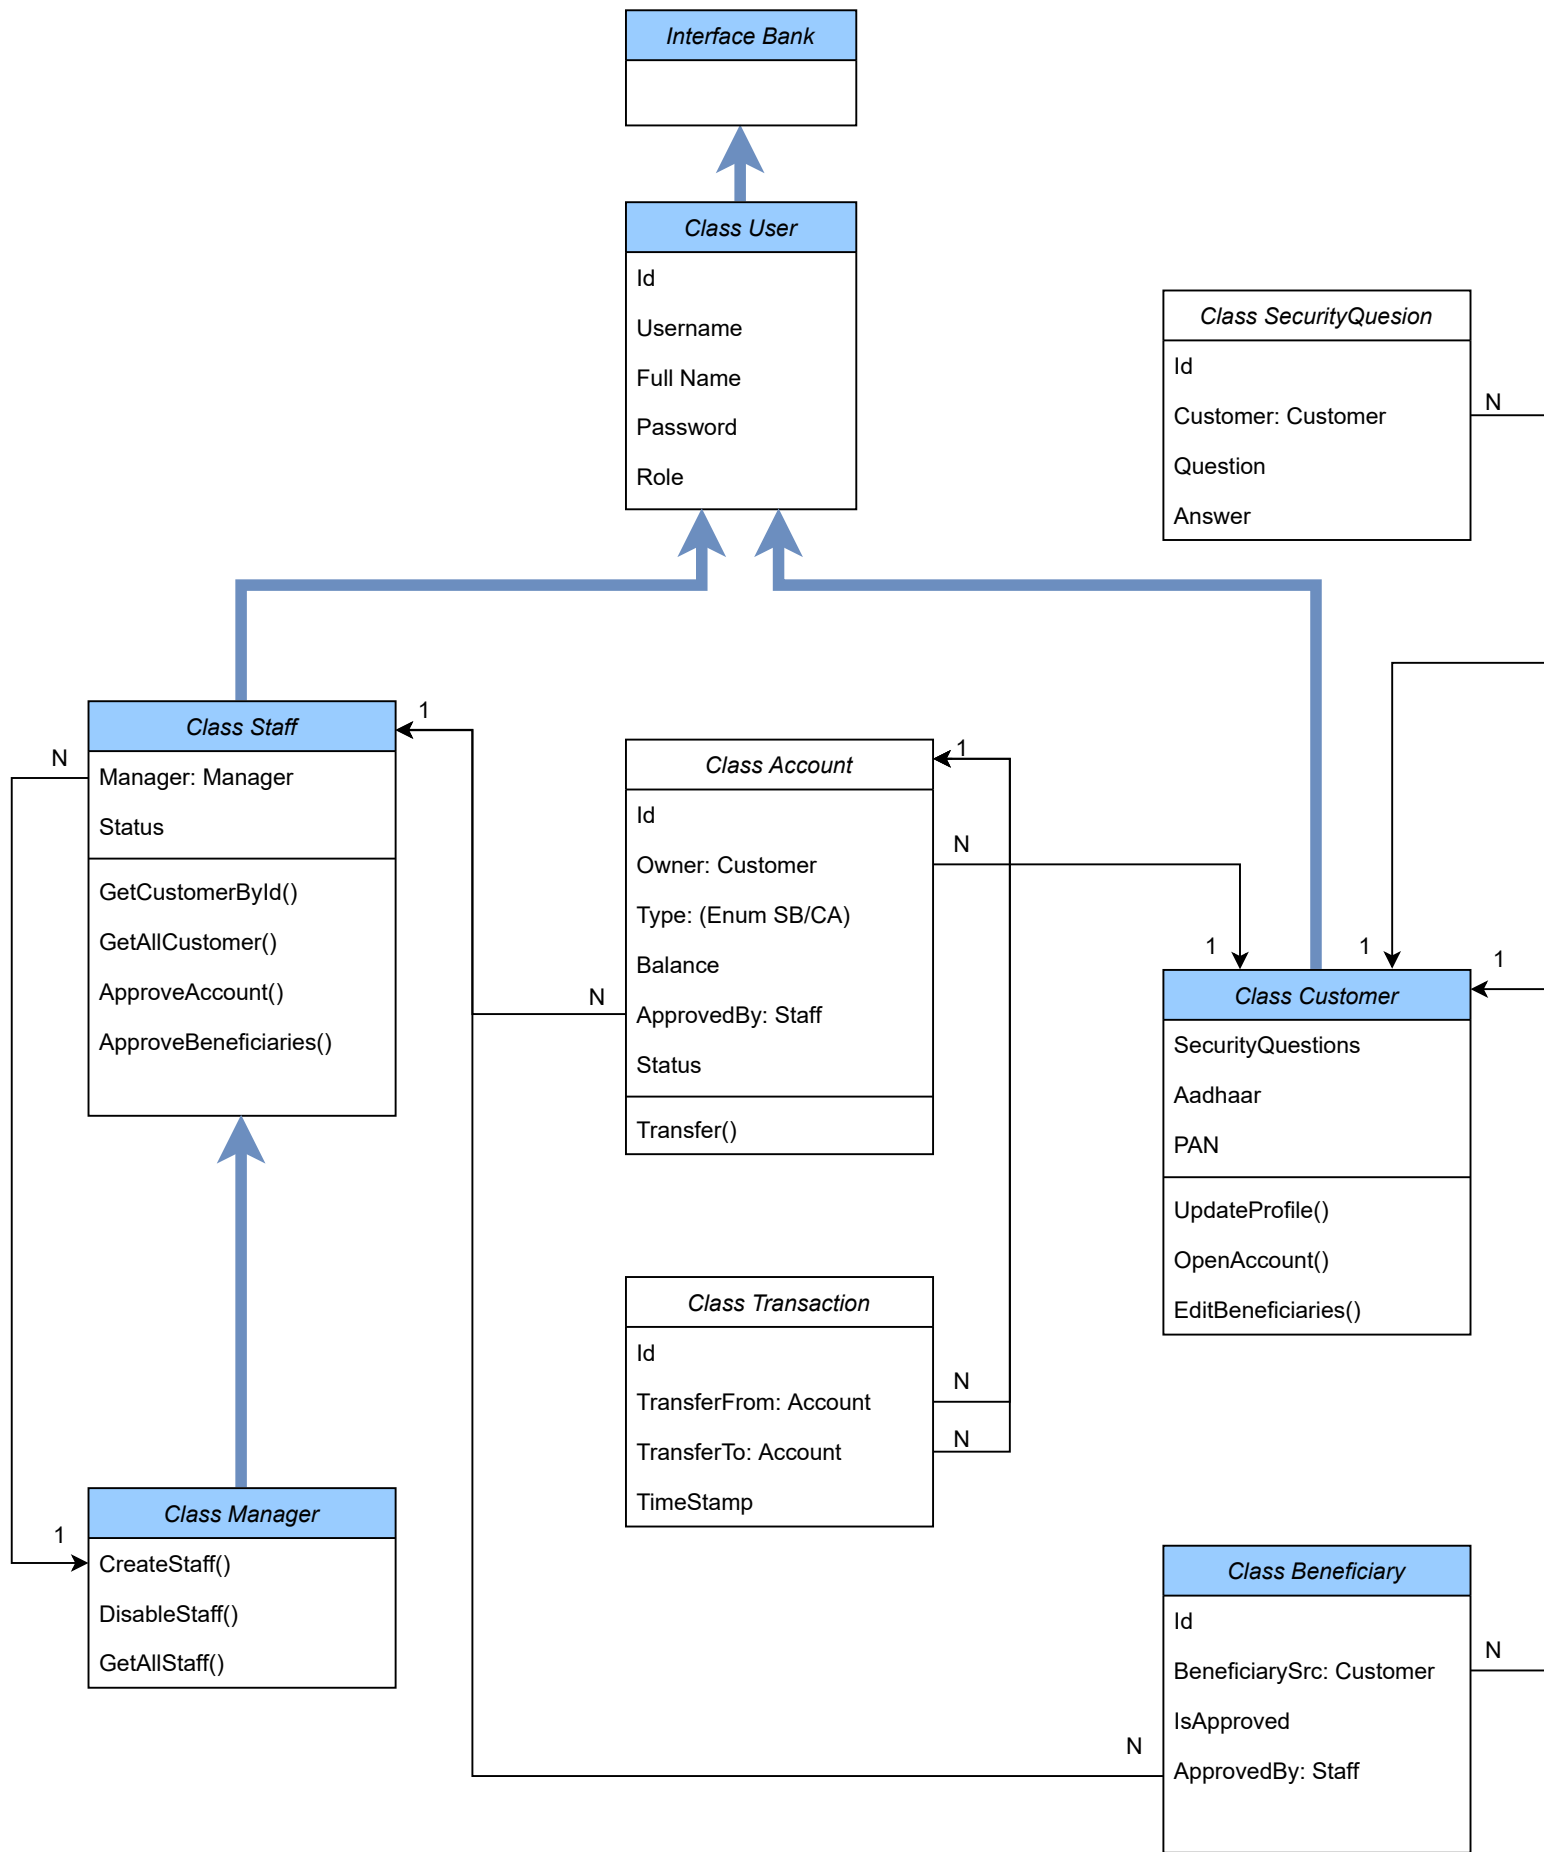 Interface Bank
Class User
Id
Username
Full Name
Password
Role
Class SecurityQuesion
Id
Customer: Customer
Question
Answer
N
Class Staff
Manager: Manager
Status
GetCustomerById()
GetAllCustomer()
ApproveAccount()
ApproveBeneficiaries()
N
1
Class Account
Id
Owner: Customer
Type: (Enum SB/CA)
Balance
ApprovedBy: Staff
Status
Transfer()
1
N
N
1
1
1
Class Customer
SecurityQuestions
Aadhaar
PAN
UpdateProfile()
OpenAccount()
EditBeneficiaries()
Class Transaction
Id
TransferFrom: Account
TransferTo: Account
TimeStamp
N
N
Class Manager
CreateStaff()
DisableStaff()
GetAllStaff()
1
Class Beneficiary
Id
BeneficiarySrc: Customer
IsApproved
ApprovedBy: Staff
N
N